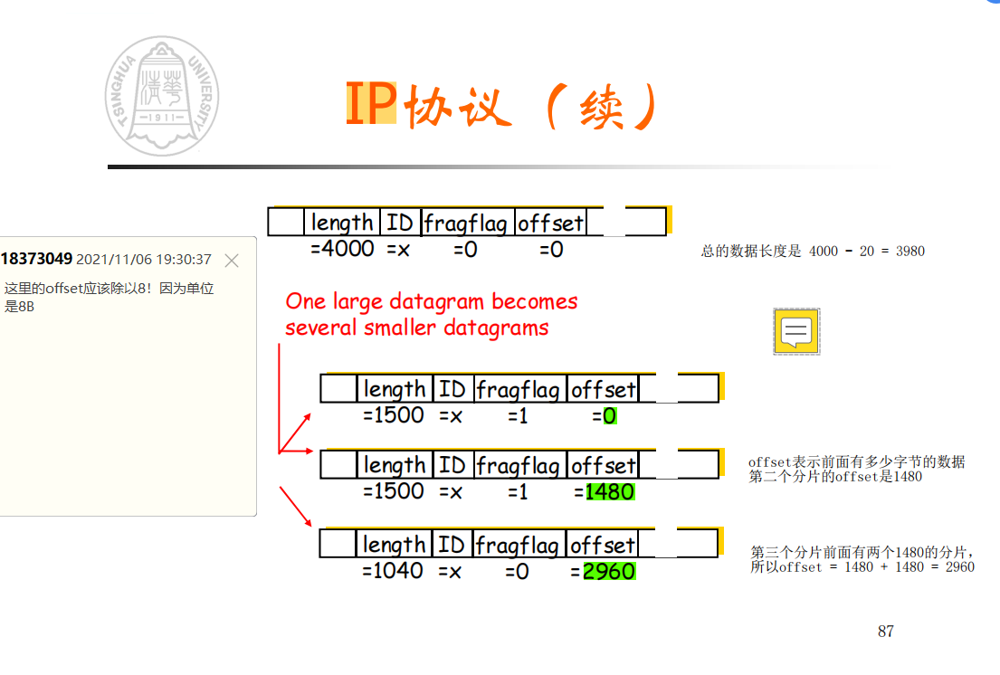 TSINGHUA UNIVERSITY
清華
1911
IP协议（续）
length ID fragflag offset
=4000 =x =0 =0
总的数据长度是 4000 - 20 = 3980
18373049 2021/11/06 19:30:37
这里的offset应该除以8！因为单位
是8B
One large datagram becomes
several smaller datagrams
length ID fragflag offset
=1500 =x =1 =0
length ID fragflag offset
=1500 =x =1 =1480
offset表示前面有多少字节的数据
第二个分片的offset是1480
length ID fragflag offset
=1040 =x =0 =2960
第三个分片前面有两个1480的分片，
所以offset = 1480 + 1480 = 2960
87